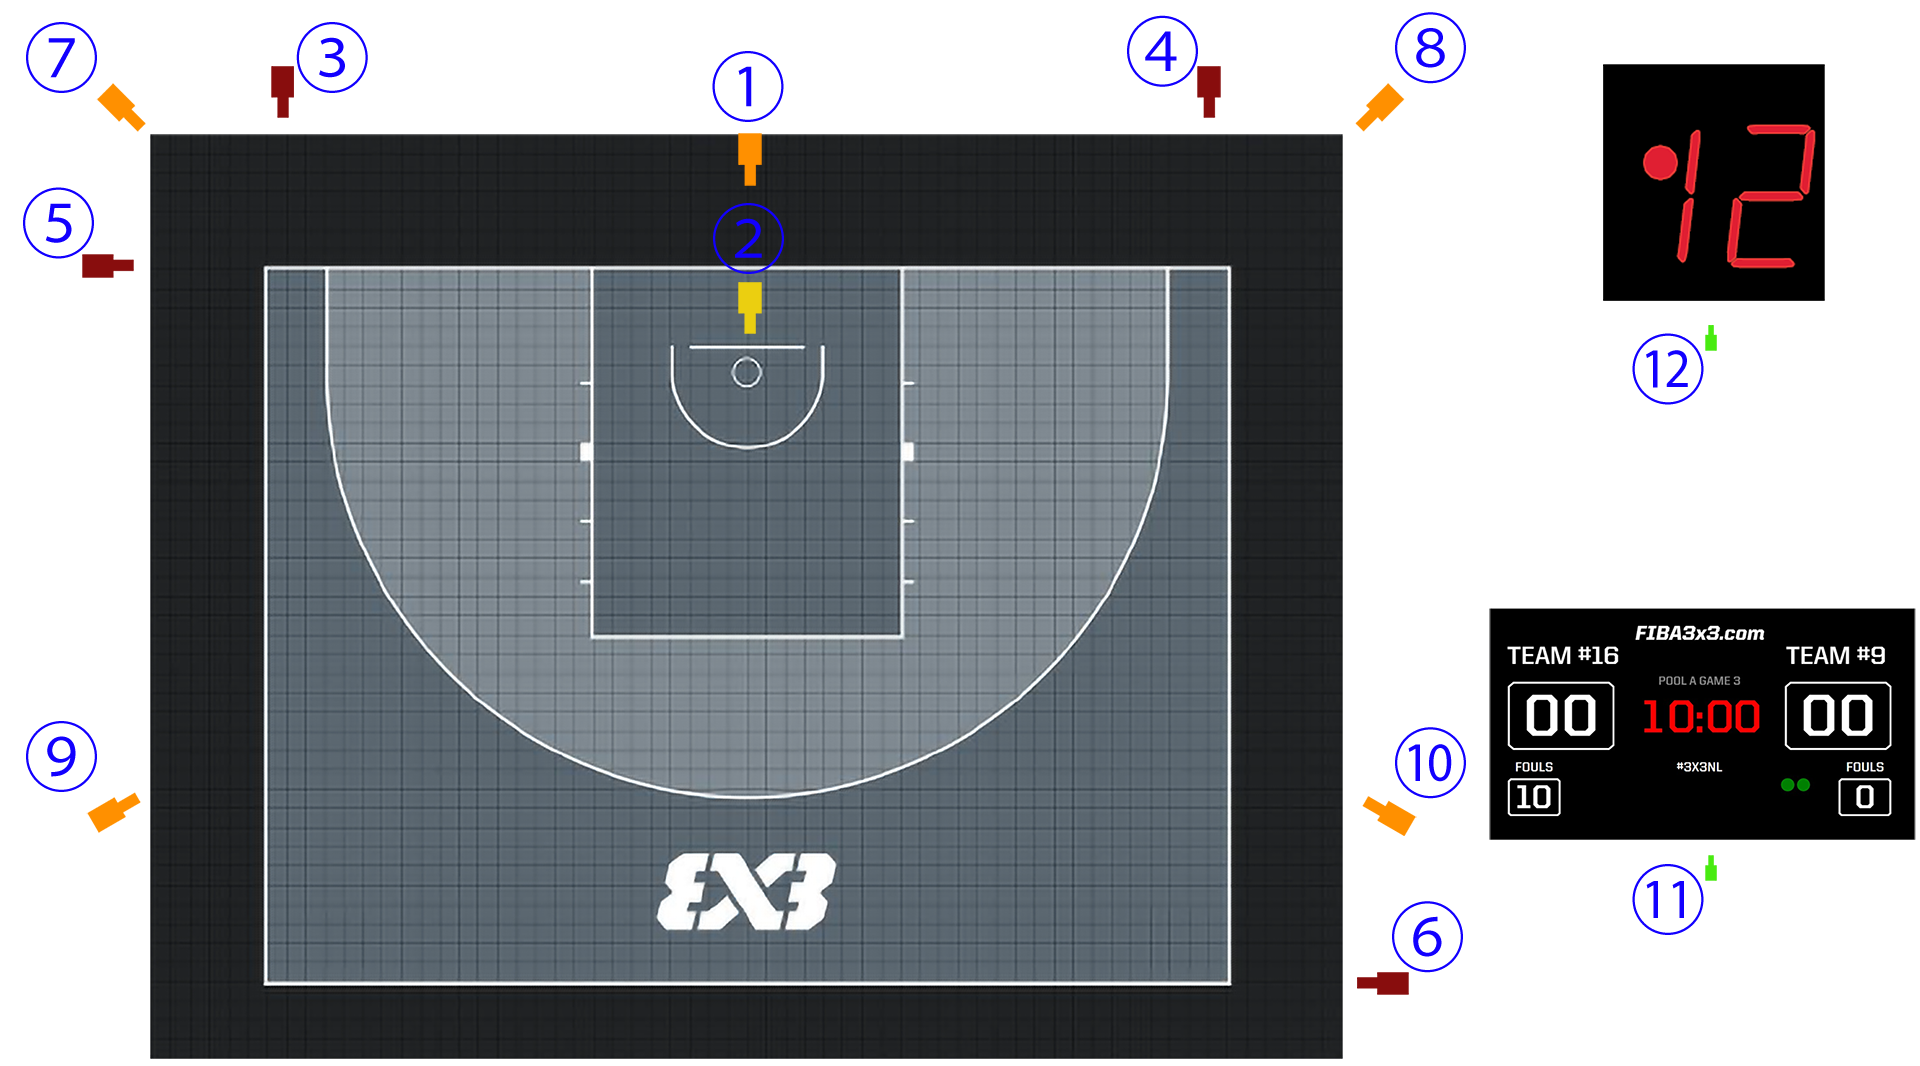 7
3
1
4
8
5
2
12
12
FIBA3x3.com
TEAM #16
TEAM #9
POOL A GAME 3
00
10:00
00
FOULS
#3X3NL
FOULS
10
0
9
10
3X3
11
6